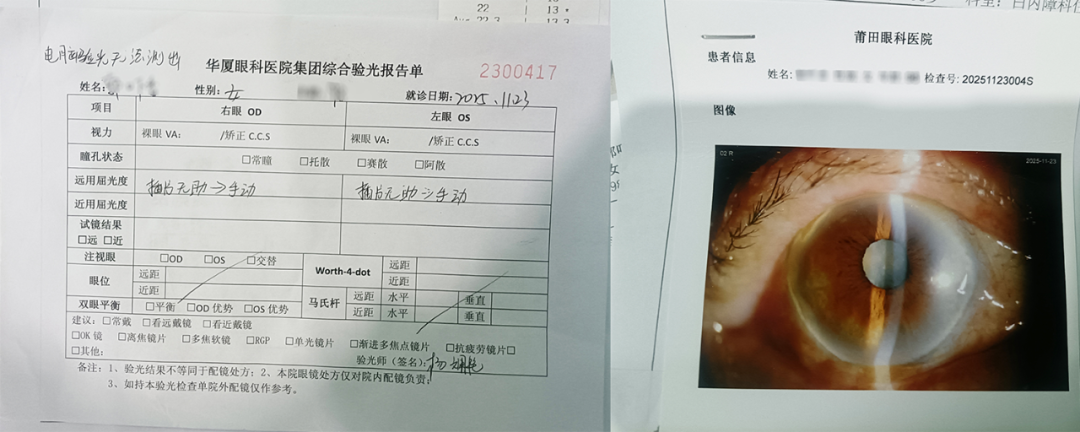 22
13 *
13.3
电脑验光无法测出
华厦眼科医院集团综合验光报告单
2300417
姓名:
性别: 女
就诊日期: 2025.1123
项目
右眼 OD
左眼 OS
视力
裸眼 VA: /矫正 C.C.S
裸眼 VA: /矫正 C.C.S
瞳孔状态
□常瞳 □托散 □赛散 □阿散
远用屈光度
插片无助→手动
插片无助→手动
近用屈光度
试镜结果
□远 □近
注视眼
□OD □OS □交替
Worth-4-dot
远距
近距
眼位
远距
近距
马氏杆
远距 水平 垂直
近距 水平 垂直
双眼平衡
□平衡 □OD 优势 □OS 优势
建议: □常戴 □看远戴镜 □看近戴镜
□OK 镜 □离焦镜片 □多焦软镜 □RGP □单光镜片 □渐进多焦点镜片 □抗疲劳镜片□
□其他:
验光师(签名):
备注: 1、验光结果不等同于配镜处方; 2、本院眼镜处方仅对院内配镜负责;
3、如持本验光检查单院外配镜仅作参考。
科室: 白内障科
莆田眼科医院
患者信息
姓名:
检查号: 20251123004S
图像
02 R
2025-11-23